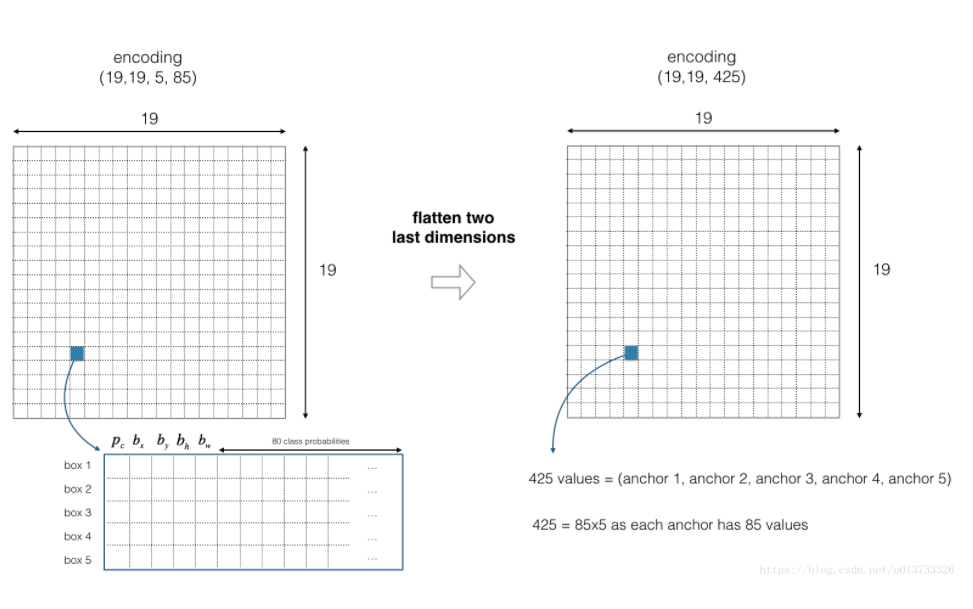 encoding
(19,19, 5, 85)
19
19
p_c b_x b_y b_h b_w
80 class probabilities
box 1 ...
box 2 ...
box 3 ...
box 4 ...
box 5 ...
flatten two
last dimensions
encoding
(19,19, 425)
19
19
425 values = (anchor 1, anchor 2, anchor 3, anchor 4, anchor 5)
425 = 85x5 as each anchor has 85 values
https://blog.csdn.net/u013733326